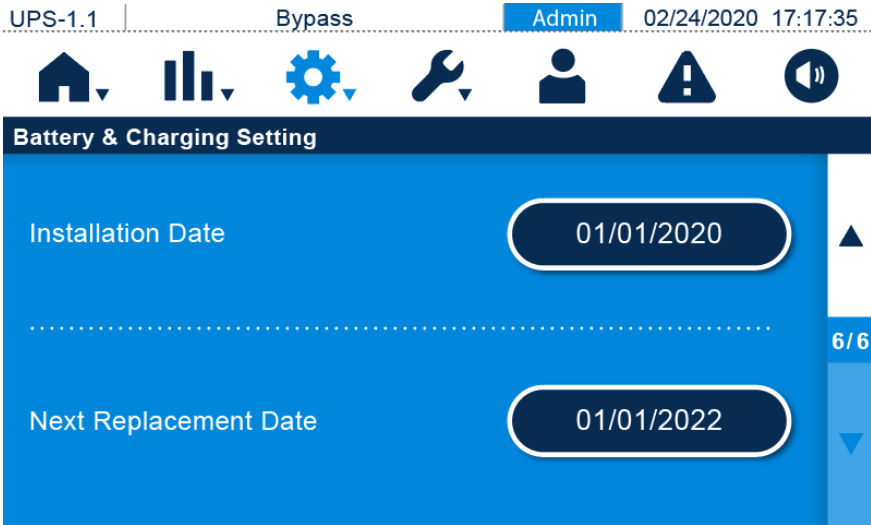 UPS-1.1 Bypass Admin 02/24/2020 17:17:35
Battery & Charging Setting
Installation Date 01/01/2020
6/6
Next Replacement Date 01/01/2022